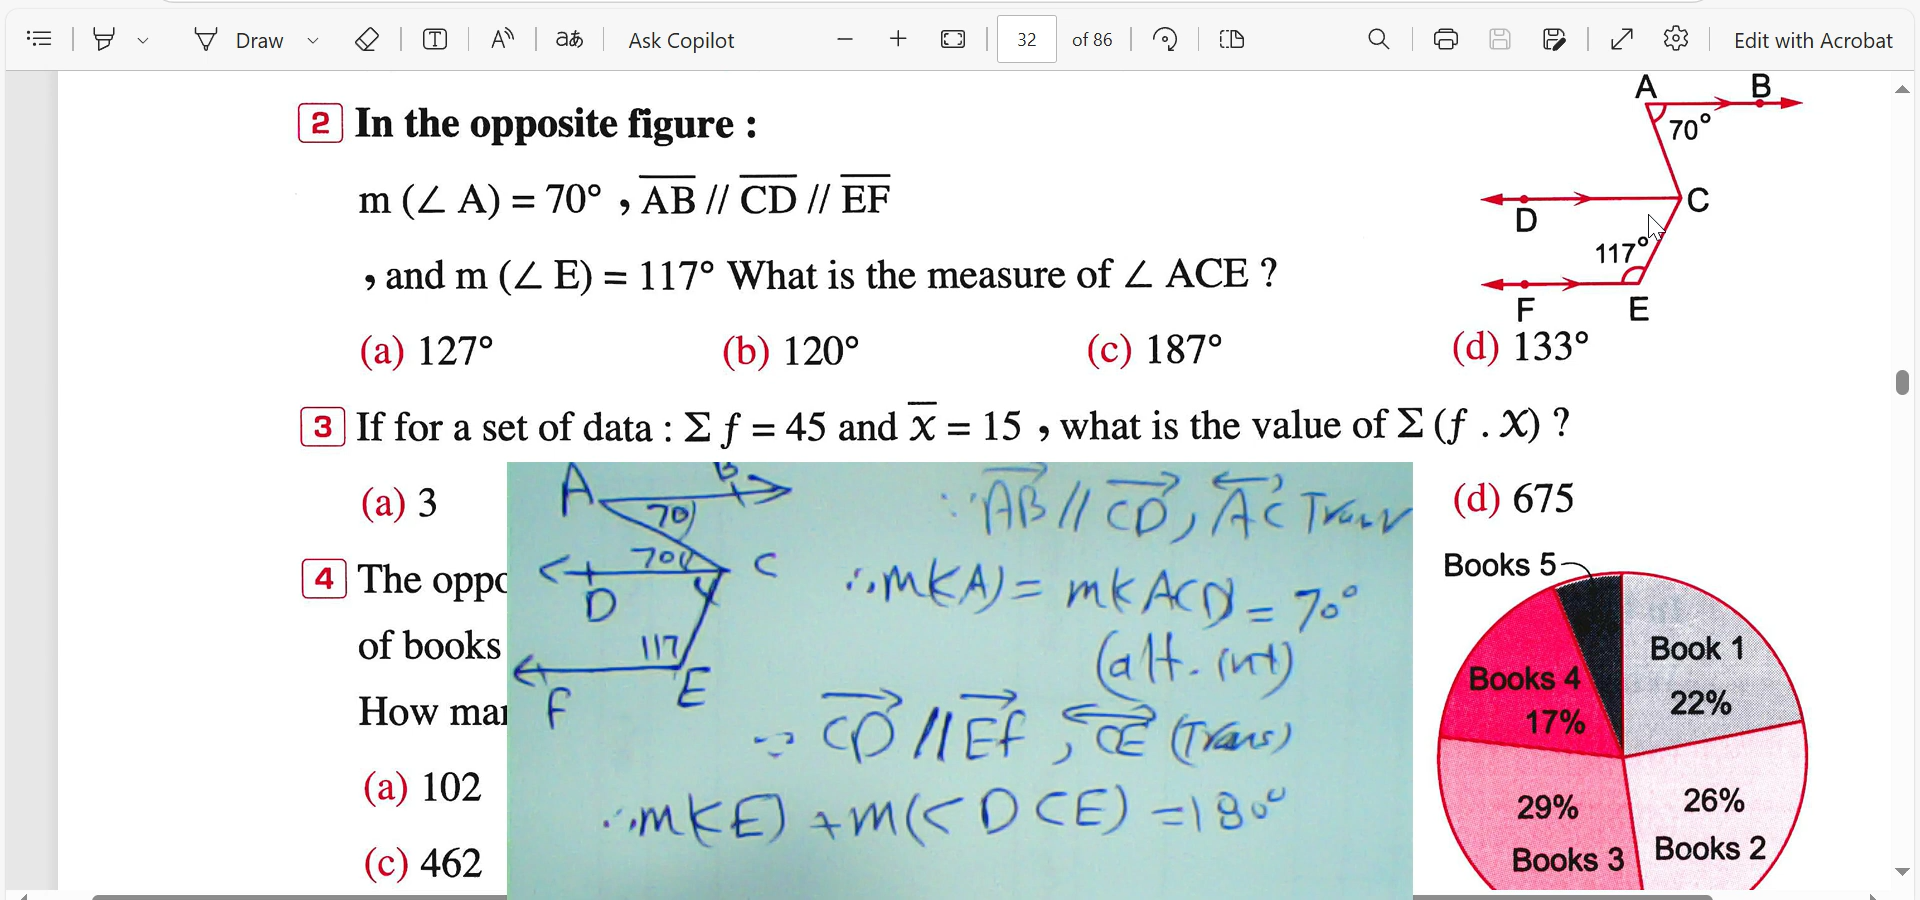 Draw
Ask Copilot
32 of 86
Edit with Acrobat
2 In the opposite figure :
m (∠ A) = 70° , AB // CD // EF
, and m (∠ E) = 117° What is the measure of ∠ ACE ?
(a) 127° (b) 120° (c) 187° (d) 133°
A B
70°
D C
117°
F E
3 If for a set of data : Σ f = 45 and x̄ = 15 , what is the value of Σ (f . x) ?
(a) 3 (d) 675
4 The oppo
of books
How mar
(a) 102
(c) 462
A B
70
70 C
D
117
F E
∵ AB // CD, AC Trans
∴ m(<A) = m(<ACD) = 70°
(alt. int)
∵ CD // Ef, CE (Trans)
∴ m(<E) + m(<DCE) = 180°
Books 5
Book 1
22%
Books 4
17%
29%
Books 3
26%
Books 2